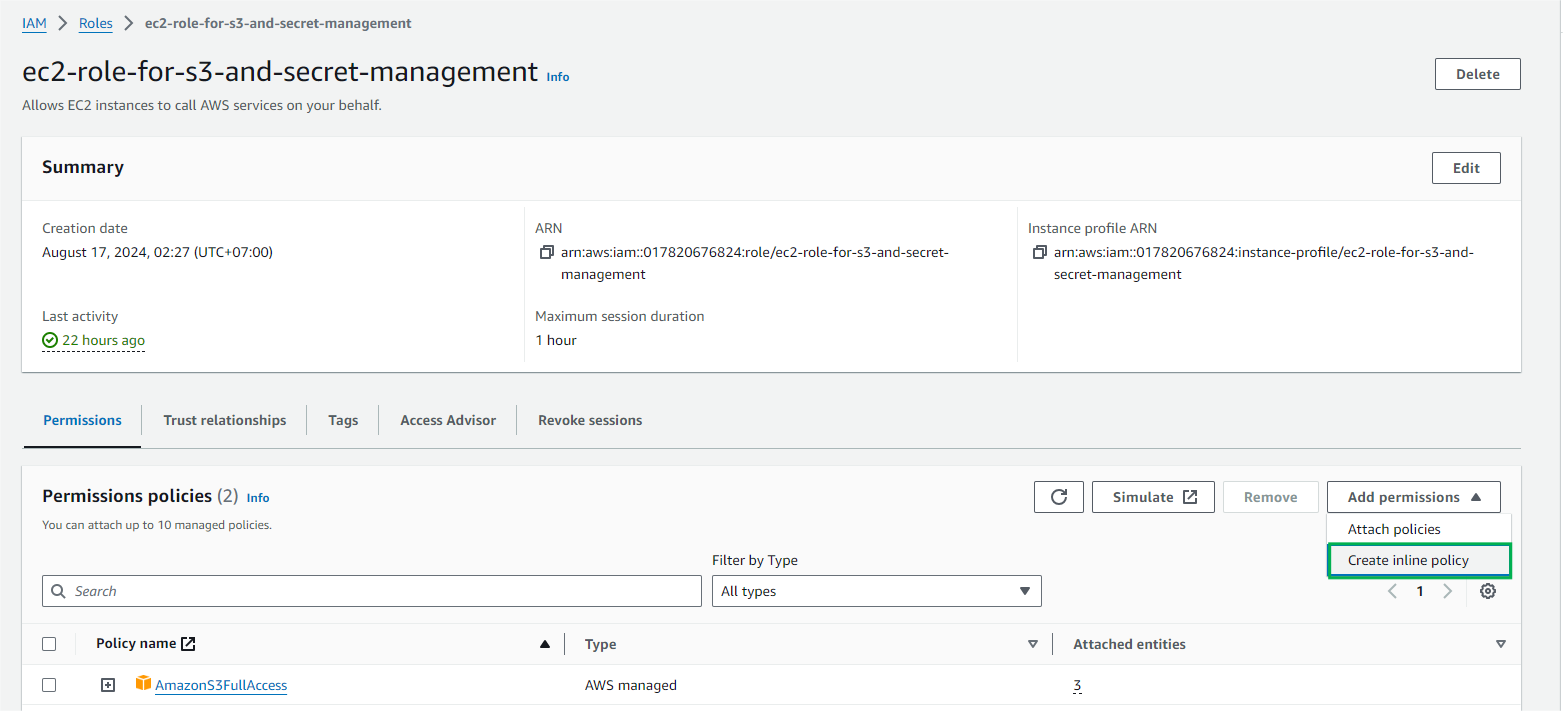 IAM > Roles > ec2-role-for-s3-and-secret-management
ec2-role-for-s3-and-secret-management Info
Delete
Allows EC2 instances to call AWS services on your behalf.
Summary
Edit
Creation date
August 17, 2024, 02:27 (UTC+07:00)
ARN
arn:aws:iam::017820676824:role/ec2-role-for-s3-and-secret-
management
Instance profile ARN
arn:aws:iam::017820676824:instance-profile/ec2-role-for-s3-and-
secret-management
Last activity
22 hours ago
Maximum session duration
1 hour
Permissions
Trust relationships
Tags
Access Advisor
Revoke sessions
Permissions policies (2) Info
You can attach up to 10 managed policies.
Simulate
Remove
Add permissions
Attach policies
Create inline policy
Search
Filter by Type
All types
1
Policy name
Type
Attached entities
AmazonS3FullAccess
AWS managed
3